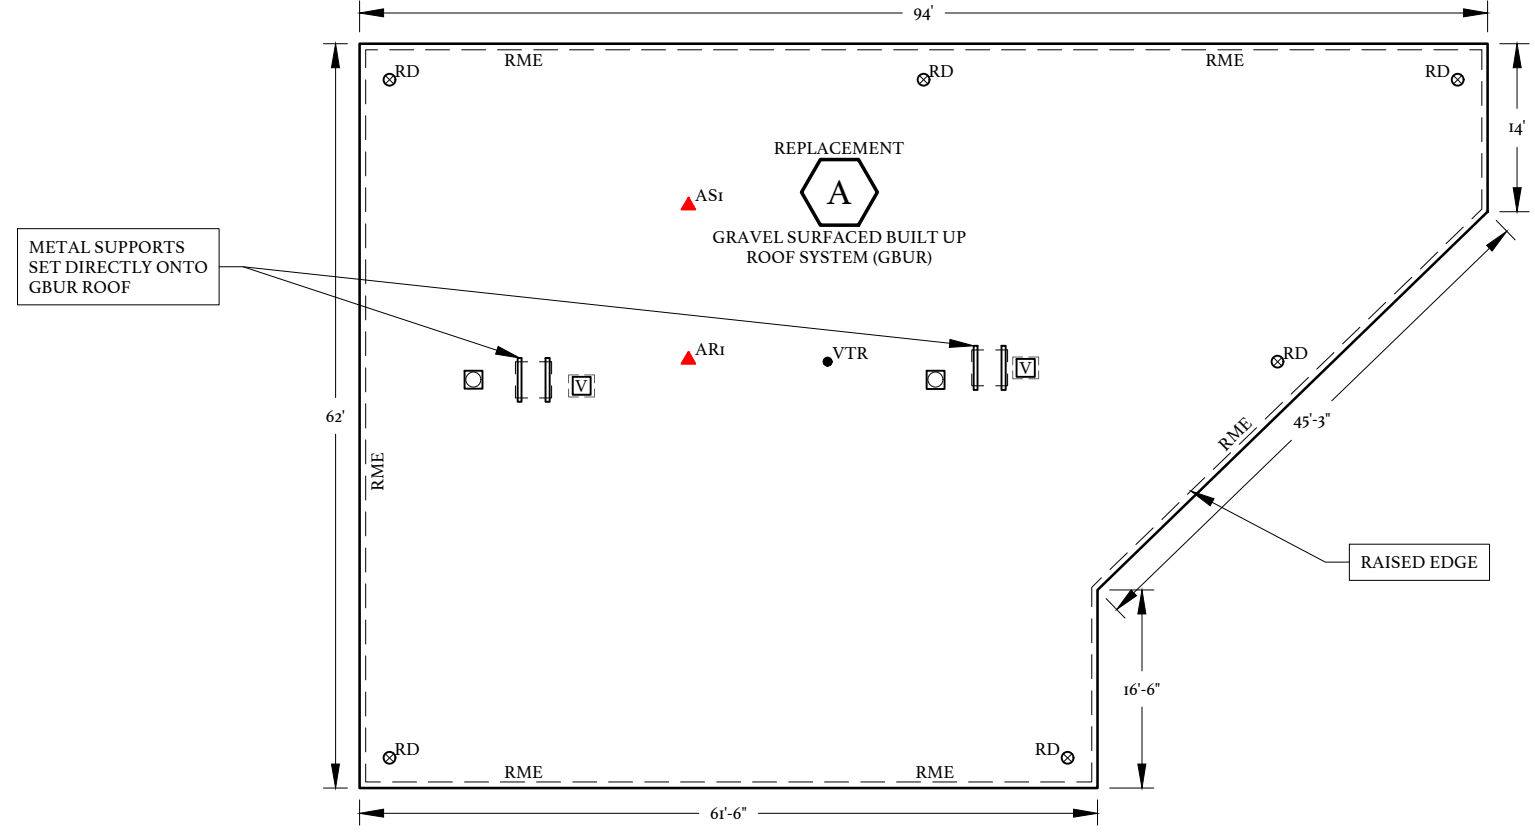 94'
RME
RME
RD
RD
RD
14'
REPLACEMENT
A
AS1
GRAVEL SURFACED BUILT UP
ROOF SYSTEM (GBUR)
METAL SUPPORTS
SET DIRECTLY ONTO
GBUR ROOF
AR1
VTR
RD
V
V
62'
45'-3"
RME
RME
RAISED EDGE
16'-6"
RD
RD
RME
RME
61'-6"